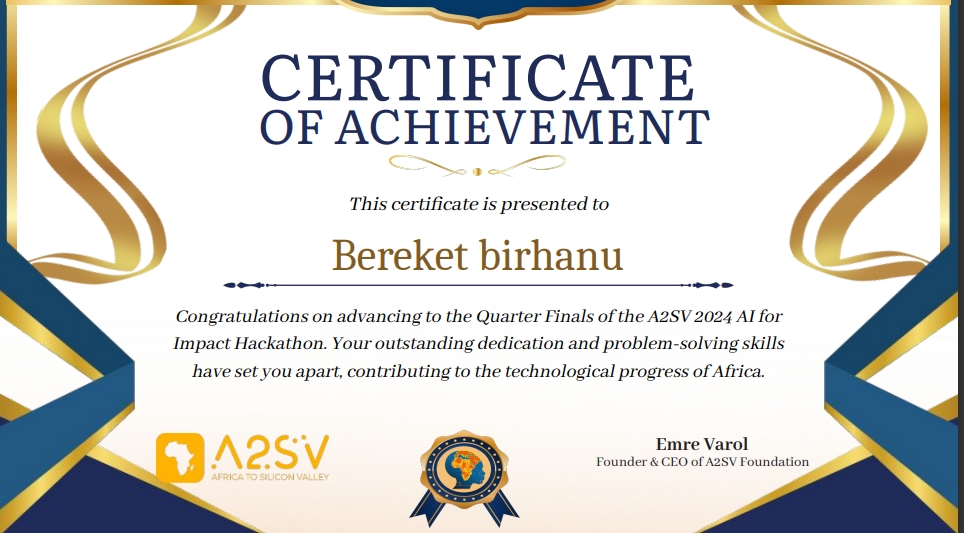 CERTIFICATE
OF ACHIEVEMENT
This certificate is presented to
Bereket birhanu
Congratulations on advancing to the Quarter Finals of the A2SV 2024 AI for
Impact Hackathon. Your outstanding dedication and problem-solving skills
have set you apart, contributing to the technological progress of Africa.
A2SV
AFRICA TO SILICON VALLEY
Emre Varol
Founder & CEO of A2SV Foundation